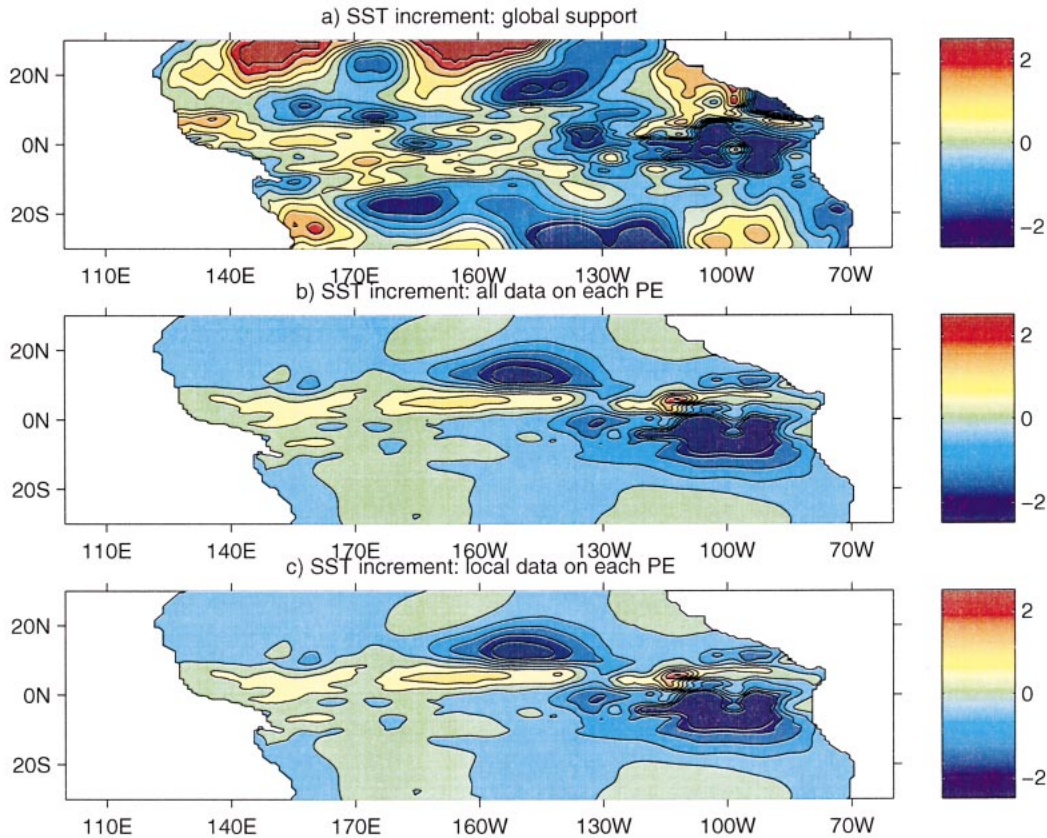 a) SST increment: global support
20N
0N
20S
110E 140E 170E 160W 130W 100W 70W
2
0
-2
b) SST increment: all data on each PE
20N
0N
20S
110E 140E 170E 160W 130W 100W 70W
2
0
-2
c) SST increment: local data on each PE
20N
0N
20S
110E 140E 170E 160W 130W 100W 70W
2
0
-2